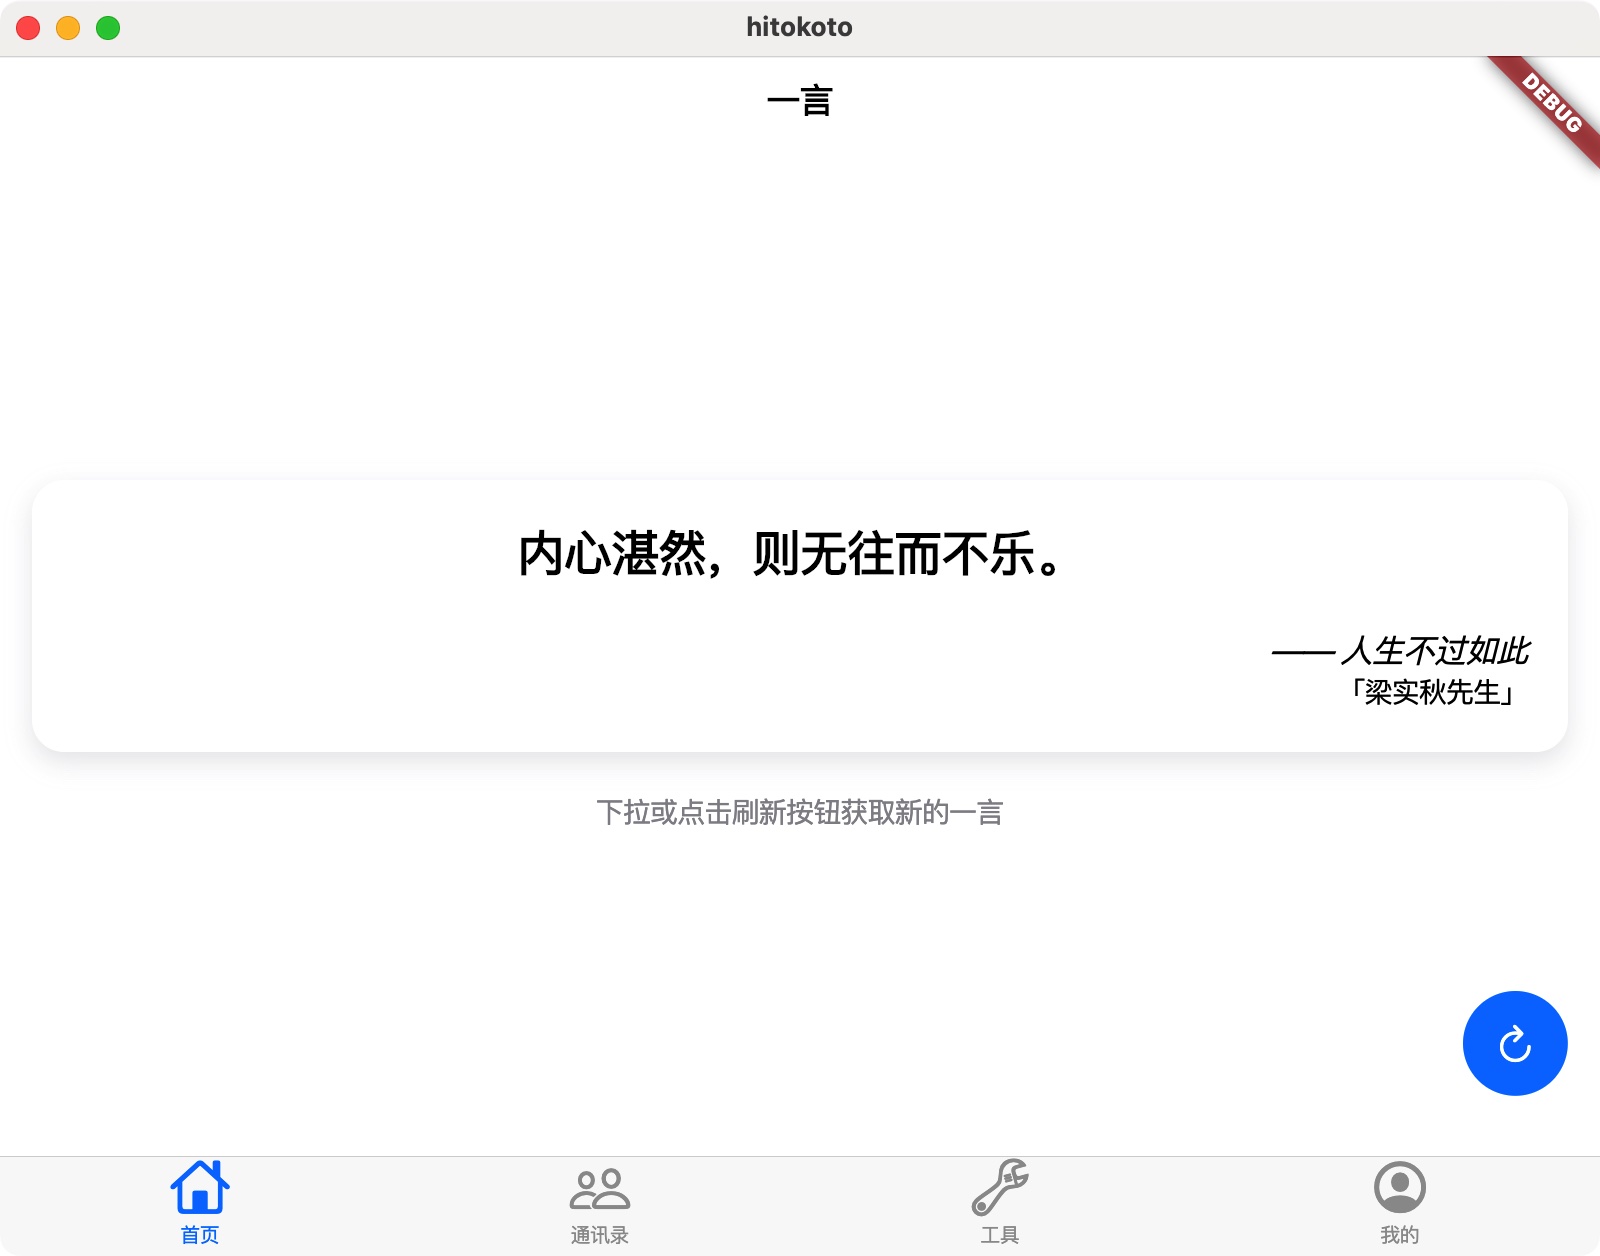 hitokoto
一言
DEBUG
内心湛然，则无往而不乐。
—— 人生不过如此
「梁实秋先生」
下拉或点击刷新按钮获取新的一言
首页
通讯录
工具
我的